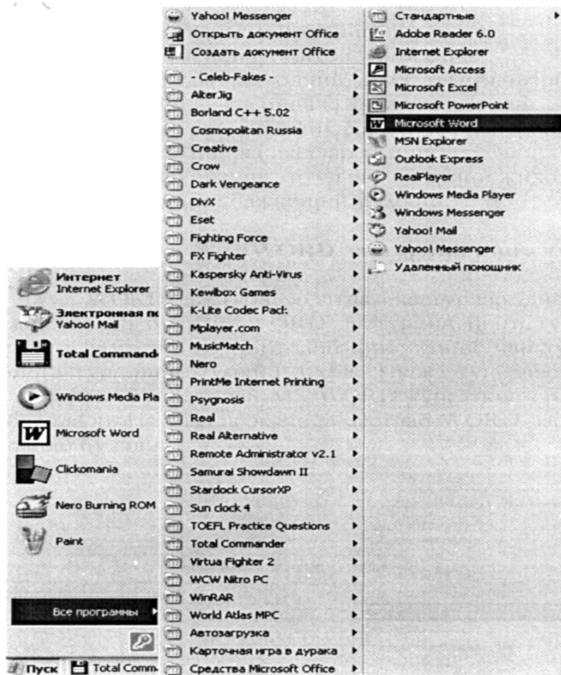 Yahoo! Messenger
Открыть документ Office
Создать документ Office
- Celeb-Fakes -
AlterJig
Borland C++ 5.02
Cosmopolitan Russia
Creative
Crow
Dark Vengeance
DivX
Eset
Fighting Force
FX Fighter
Kaspersky Anti-Virus
Kewlbox Games
K-Lite Codec Pack
Mplayer.com
MusicMatch
Nero
PrintMe Internet Printing
Psygnosis
Real
Real Alternative
Remote Administrator v2.1
Samurai Showdawn II
Stardock CursorXP
Sun clock 4
TOEFL Practice Questions
Total Commander
Virtua Fighter 2
WCW Nitro PC
WinRAR
World Atlas MPC
Автозагрузка
Карточная игра в дурака
Средства Microsoft Office
Стандартные
Adobe Reader 6.0
Internet Explorer
Microsoft Access
Microsoft Excel
Microsoft PowerPoint
Microsoft Word
MSN Explorer
Outlook Express
RealPlayer
Windows Media Player
Windows Messenger
Yahoo! Mail
Yahoo! Messenger
Удаленный помощник
Интернет
Internet Explorer
Электронная по
Yahoo! Mail
Total Command
Windows Media Pla
Microsoft Word
Clickomania
Nero Burning ROM
Paint
Все программы
Пуск
Total Comm